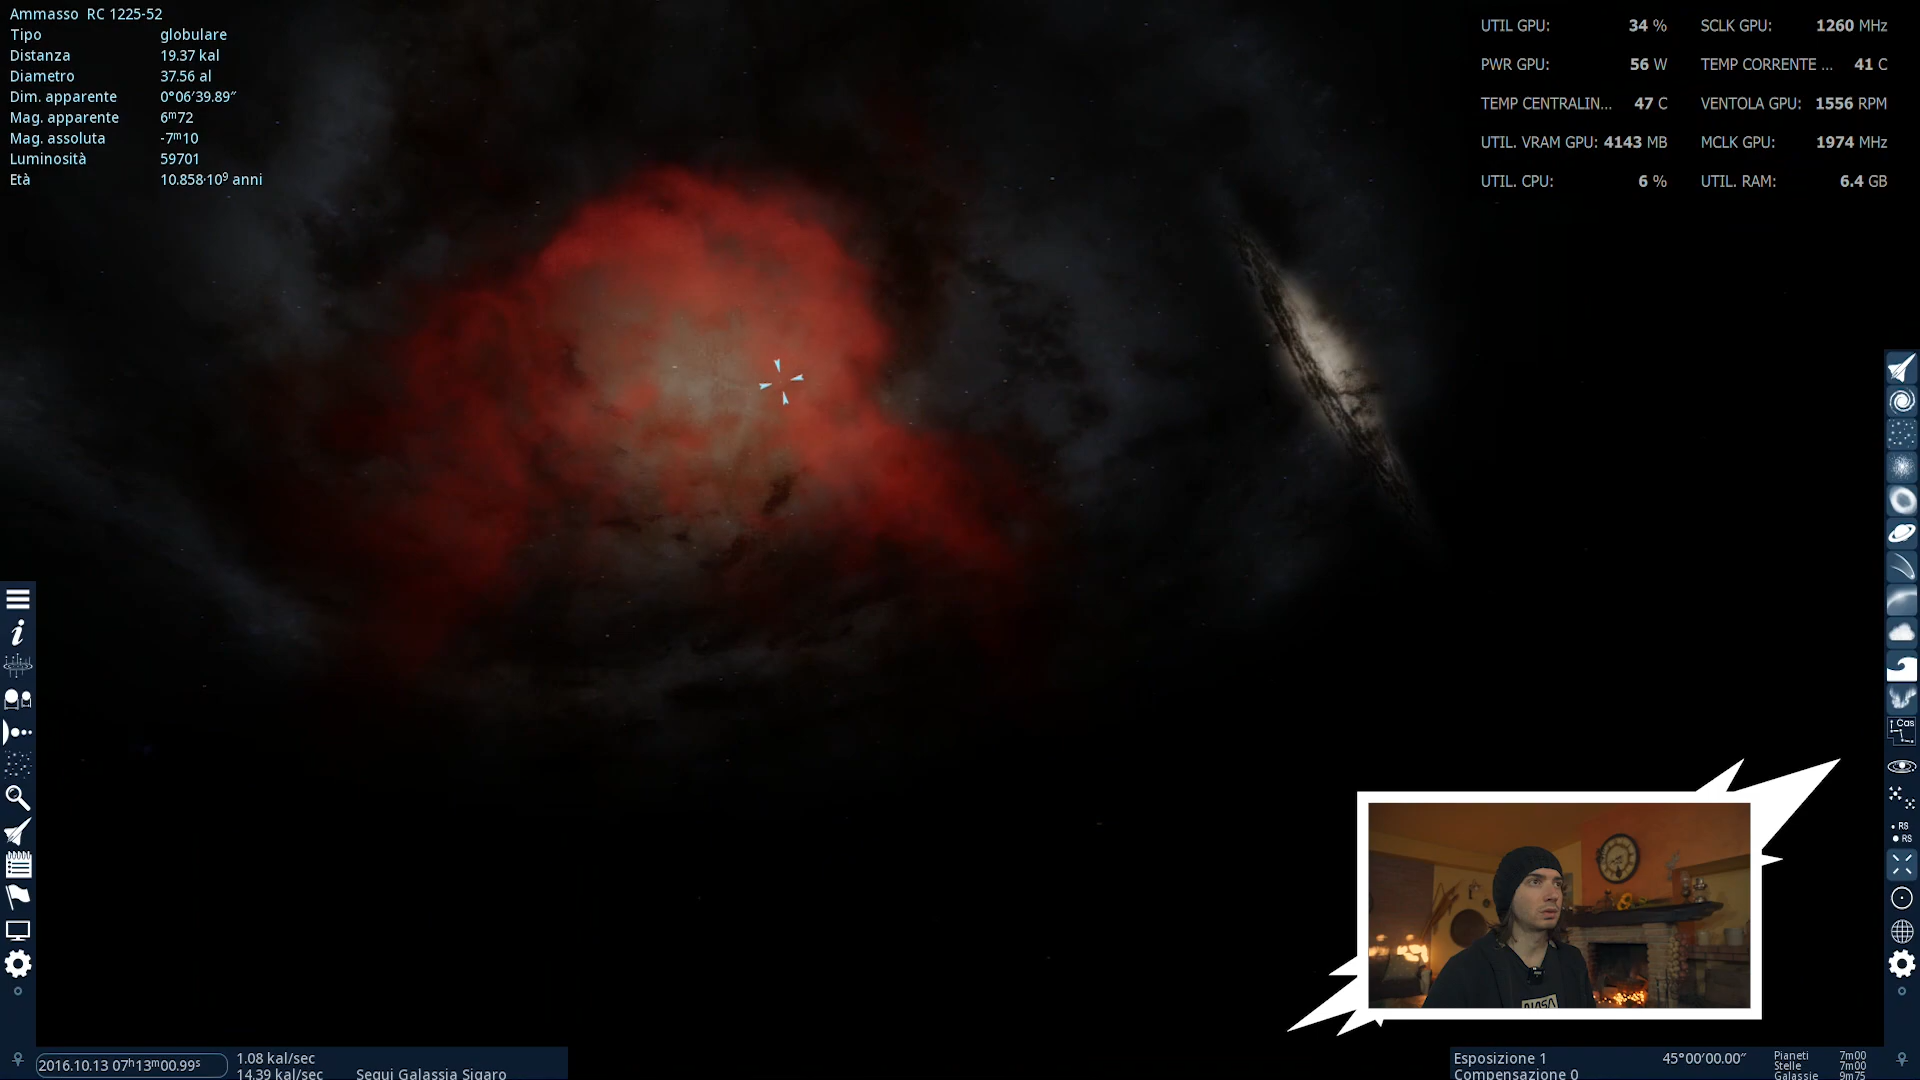 Ammasso RC 1225-52
Tipo globulare
Distanza 19.37 kal
Diametro 37.56 al
Dim. apparente 0°06′39.89″
Mag. apparente 6ᵐ72
Mag. assoluta -7ᵐ10
Luminosità 59701
Età 10.858·10⁹ anni
UTIL GPU: 34 % SCLK GPU: 1260 MHz
PWR GPU: 56 W TEMP CORRENTE ... 41 C
TEMP CENTRALIN... 47 C VENTOLA GPU: 1556 RPM
UTIL. VRAM GPU: 4143 MB MCLK GPU: 1974 MHz
UTIL. CPU: 6 % UTIL. RAM: 6.4 GB
Cas
RS
RS
NASA
2016.10.13 07ʰ13ᵐ00.99ˢ
1.08 kal/sec
14.39 kal/sec Segui Galassia Sigaro
Esposizione 1 45°00′00.00″
Compensazione 0
Pianeti 7m00
Stelle 7m00
Galassie 9m75